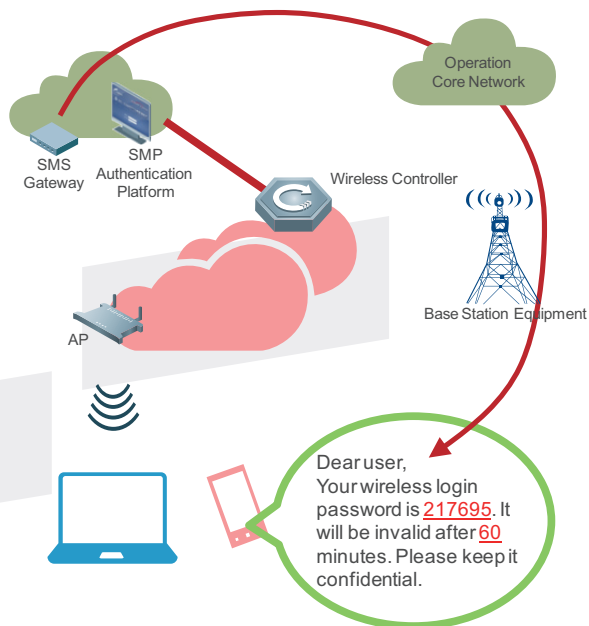 Operation
Core Network
SMS
Gateway
SMP
Authentication
Platform
Wireless Controller
Base Station Equipment
AP
Dear user,
Your wireless login
password is 217695. It
will be invalid after 60
minutes. Please keep it
confidential.